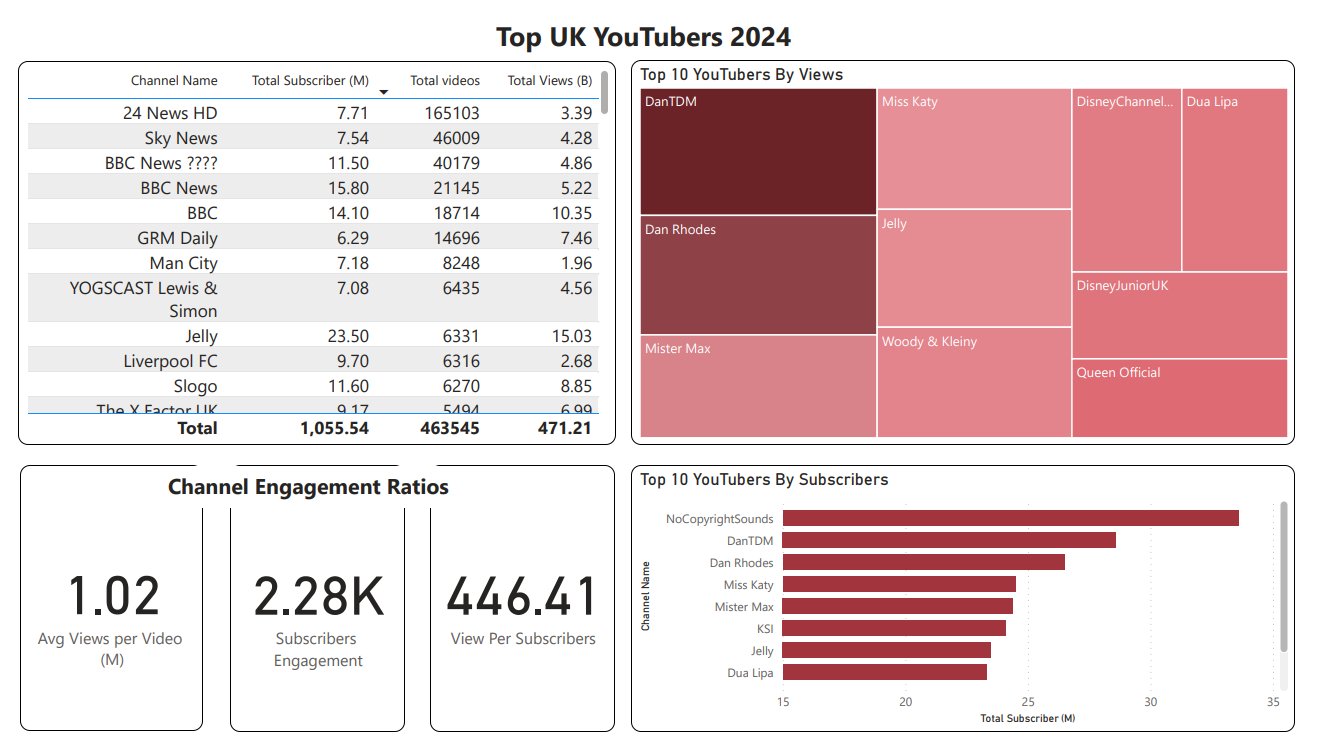 Top UK YouTubers 2024
Channel Name Total Subscriber (M) Total videos Total Views (B)
24 News HD 7.71 165103 3.39
Sky News 7.54 46009 4.28
BBC News ???? 11.50 40179 4.86
BBC News 15.80 21145 5.22
BBC 14.10 18714 10.35
GRM Daily 6.29 14696 7.46
Man City 7.18 8248 1.96
YOGSCAST Lewis & 7.08 6435 4.56
Simon
Jelly 23.50 6331 15.03
Liverpool FC 9.70 6316 2.68
Slogo 11.60 6270 8.85
The X Factor UK 9.17 5494 6.99
Total 1,055.54 463545 471.21
Top 10 YouTubers By Views
DanTDM
Dan Rhodes
Mister Max
Miss Katy
Jelly
Woody & Kleiny
DisneyChannel...
Dua Lipa
DisneyJuniorUK
Queen Official
Channel Engagement Ratios
1.02
Avg Views per Video
(M)
2.28K
Subscribers
Engagement
446.41
View Per Subscribers
Top 10 YouTubers By Subscribers
Channel Name
NoCopyrightSounds
DanTDM
Dan Rhodes
Miss Katy
Mister Max
KSI
Jelly
Dua Lipa
15 20 25 30 35
Total Subscriber (M)